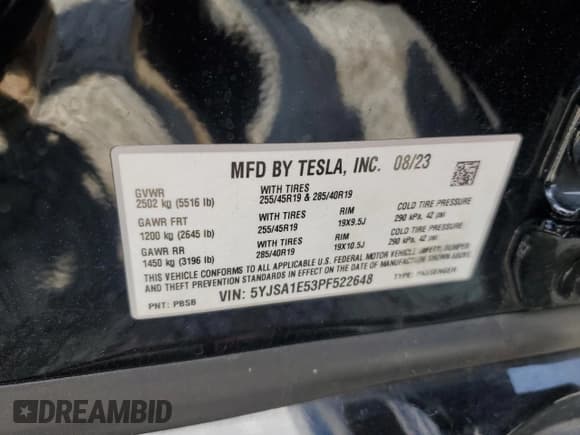 MFD BY TESLA, INC. 08/23
GVWR
2502 kg (5516 lb)
WITH TIRES
255/45R19 & 285/40R19
GAWR FRT
1200 kg (2645 lb)
WITH TIRES
255/45R19
RIM
19X9.5J
COLD TIRE PRESSURE
290 kPa, 42 psi
GAWR RR
1450 kg (3196 lb)
WITH TIRES
285/40R19
RIM
19X10.5J
COLD TIRE PRESSURE
290 kPa, 42 psi
THIS VEHICLE CONFORMS TO ALL APPLICABLE U.S. FEDERAL MOTOR VEHICLE SAFETY, BUMPER
AND THEFT PREVENTION STANDARDS IN EFFECT ON THE DATE OF MANUFACTURE SHOWN ABOVE.
PNT: PBSB
VIN: 5YJSA1E53PF522648
TYPE: PASSENGER
DREAMBID